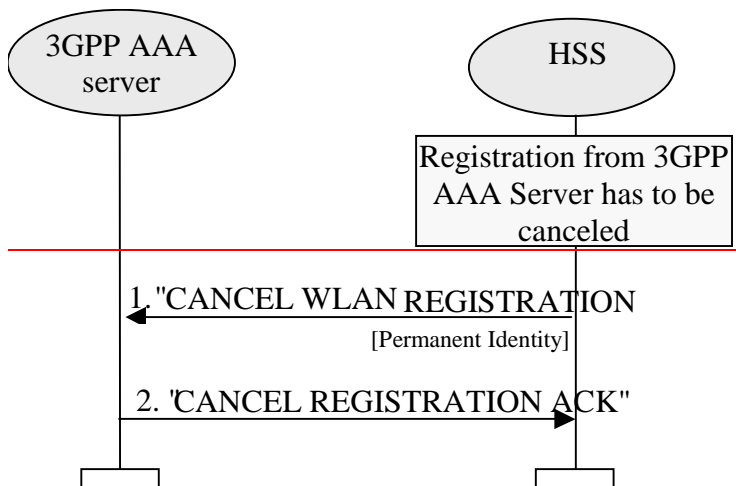 3GPP AAA
server
HSS
Registration from 3GPP
AAA Server has to be
canceled
1. "CANCEL WLAN REGISTRATION
[Permanent Identity]
2. "CANCEL REGISTRATION ACK"